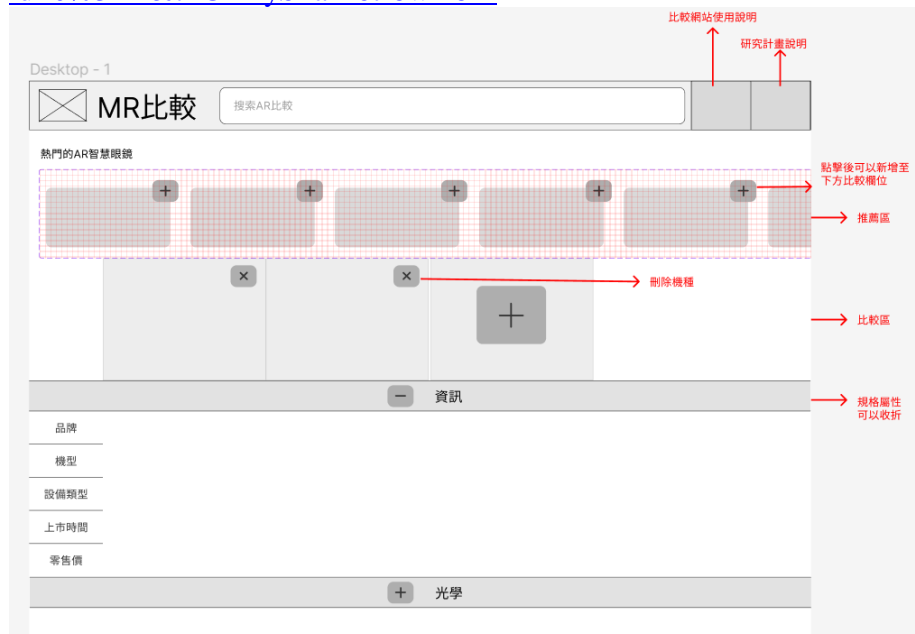 比較網站使用說明
研究計畫說明
Desktop - 1
MR比較
搜索AR比較
熱門的AR智慧眼鏡
點擊後可以新增至
下方比較欄位
推薦區
刪除機種
比較區
資訊
規格屬性
可以收折
品牌
機型
設備類型
上市時間
零售價
光學